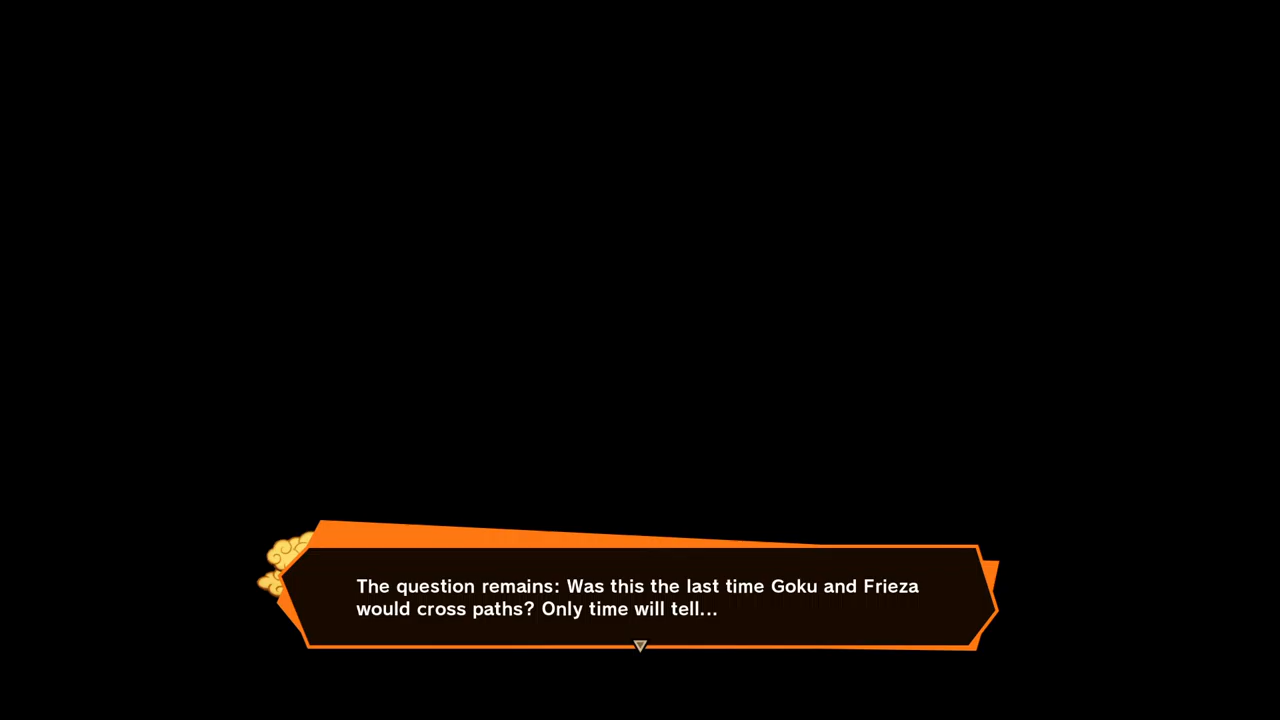 The question remains: Was this the last time Goku and Frieza
would cross paths? Only time will tell...